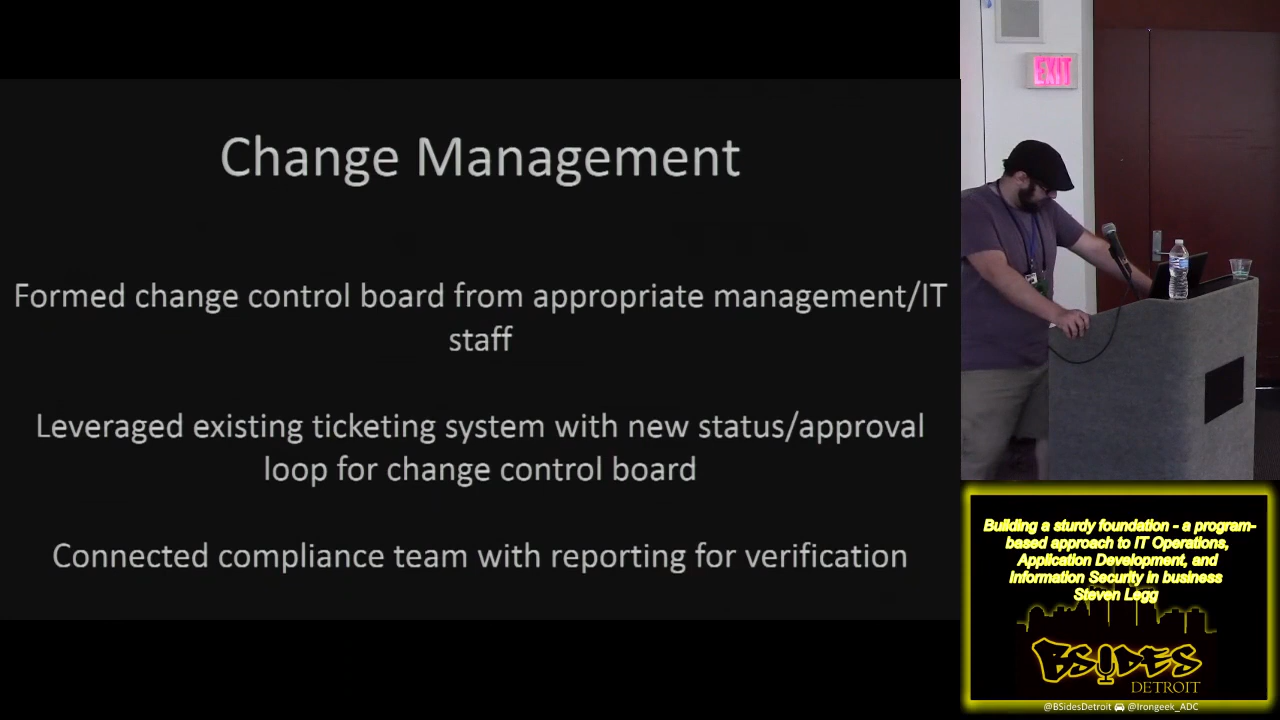 Change Management
Formed change control board from appropriate management/IT
staff
Leveraged existing ticketing system with new status/approval
loop for change control board
Connected compliance team with reporting for verification
EXIT
Building a sturdy foundation - a program-
based approach to IT Operations,
Application Development, and
Information Security in business
Steven Legg
BSIDES
DETROIT
@BSidesDetroit @Irongeek_ADC